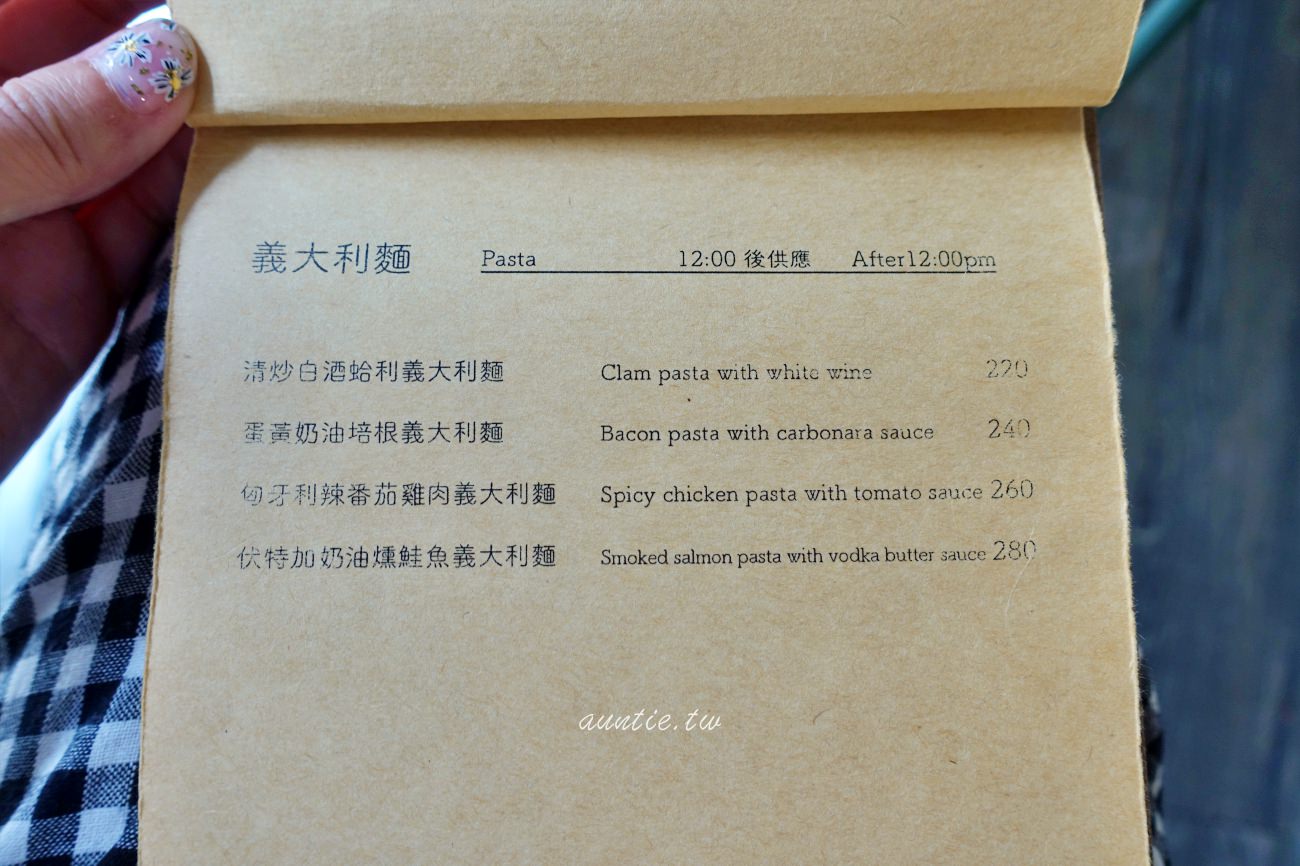 義大利麵 Pasta 12:00 後供應 After12:00pm
清炒白酒蛤利義大利麵 Clam pasta with white wine 220
蛋黃奶油培根義大利麵 Bacon pasta with carbonara sauce 240
匈牙利辣番茄雞肉義大利麵 Spicy chicken pasta with tomato sauce 260
伏特加奶油燻鮭魚義大利麵 Smoked salmon pasta with vodka butter sauce 280
auntie.tw